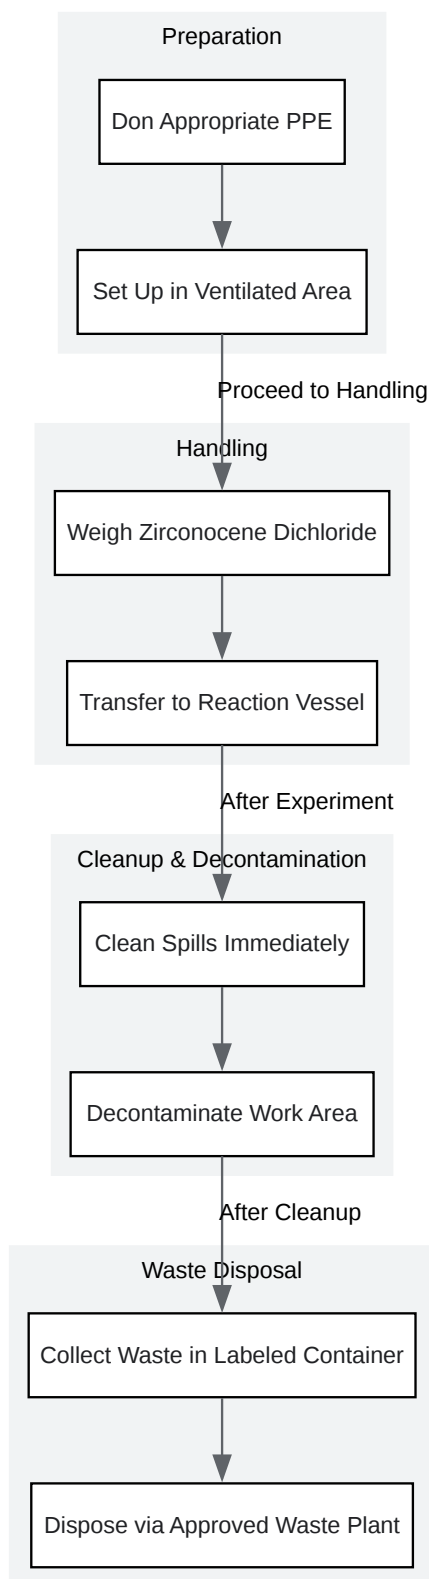 Preparation
Don Appropriate PPE
Set Up in Ventilated Area
Proceed to Handling
Handling
Weigh Zirconocene Dichloride
Transfer to Reaction Vessel
After Experiment
Cleanup & Decontamination
Clean Spills Immediately
Decontaminate Work Area
After Cleanup
Waste Disposal
Collect Waste in Labeled Container
Dispose via Approved Waste Plant